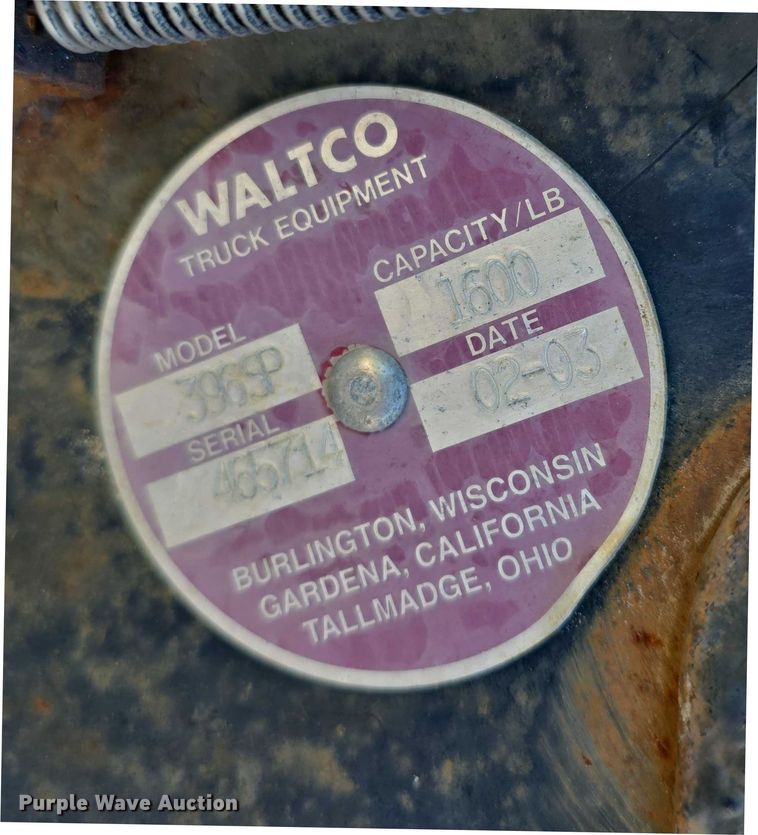 WALTCO
TRUCK EQUIPMENT
CAPACITY/LB
1600
DATE
02-03
MODEL
SERIAL
465714
BURLINGTON, WISCONSIN
GARDENA, CALIFORNIA
TALLMADGE, OHIO
Purple Wave Auction